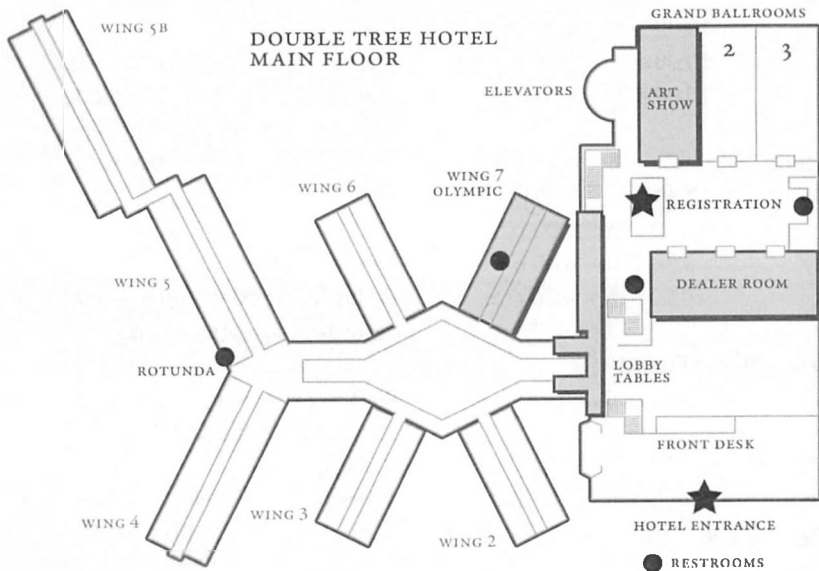 GRAND BALLROOMS
WING 5B
DOUBLE TREE HOTEL
MAIN FLOOR
2
3
ELEVATORS
ART
SHOW
WING 6
WING 7
OLYMPIC
REGISTRATION
WING 5
DEALER ROOM
ROTUNDA
LOBBY
TABLES
FRONT DESK
WING 4
WING 3
WING 2
HOTEL ENTRANCE
RESTROOMS